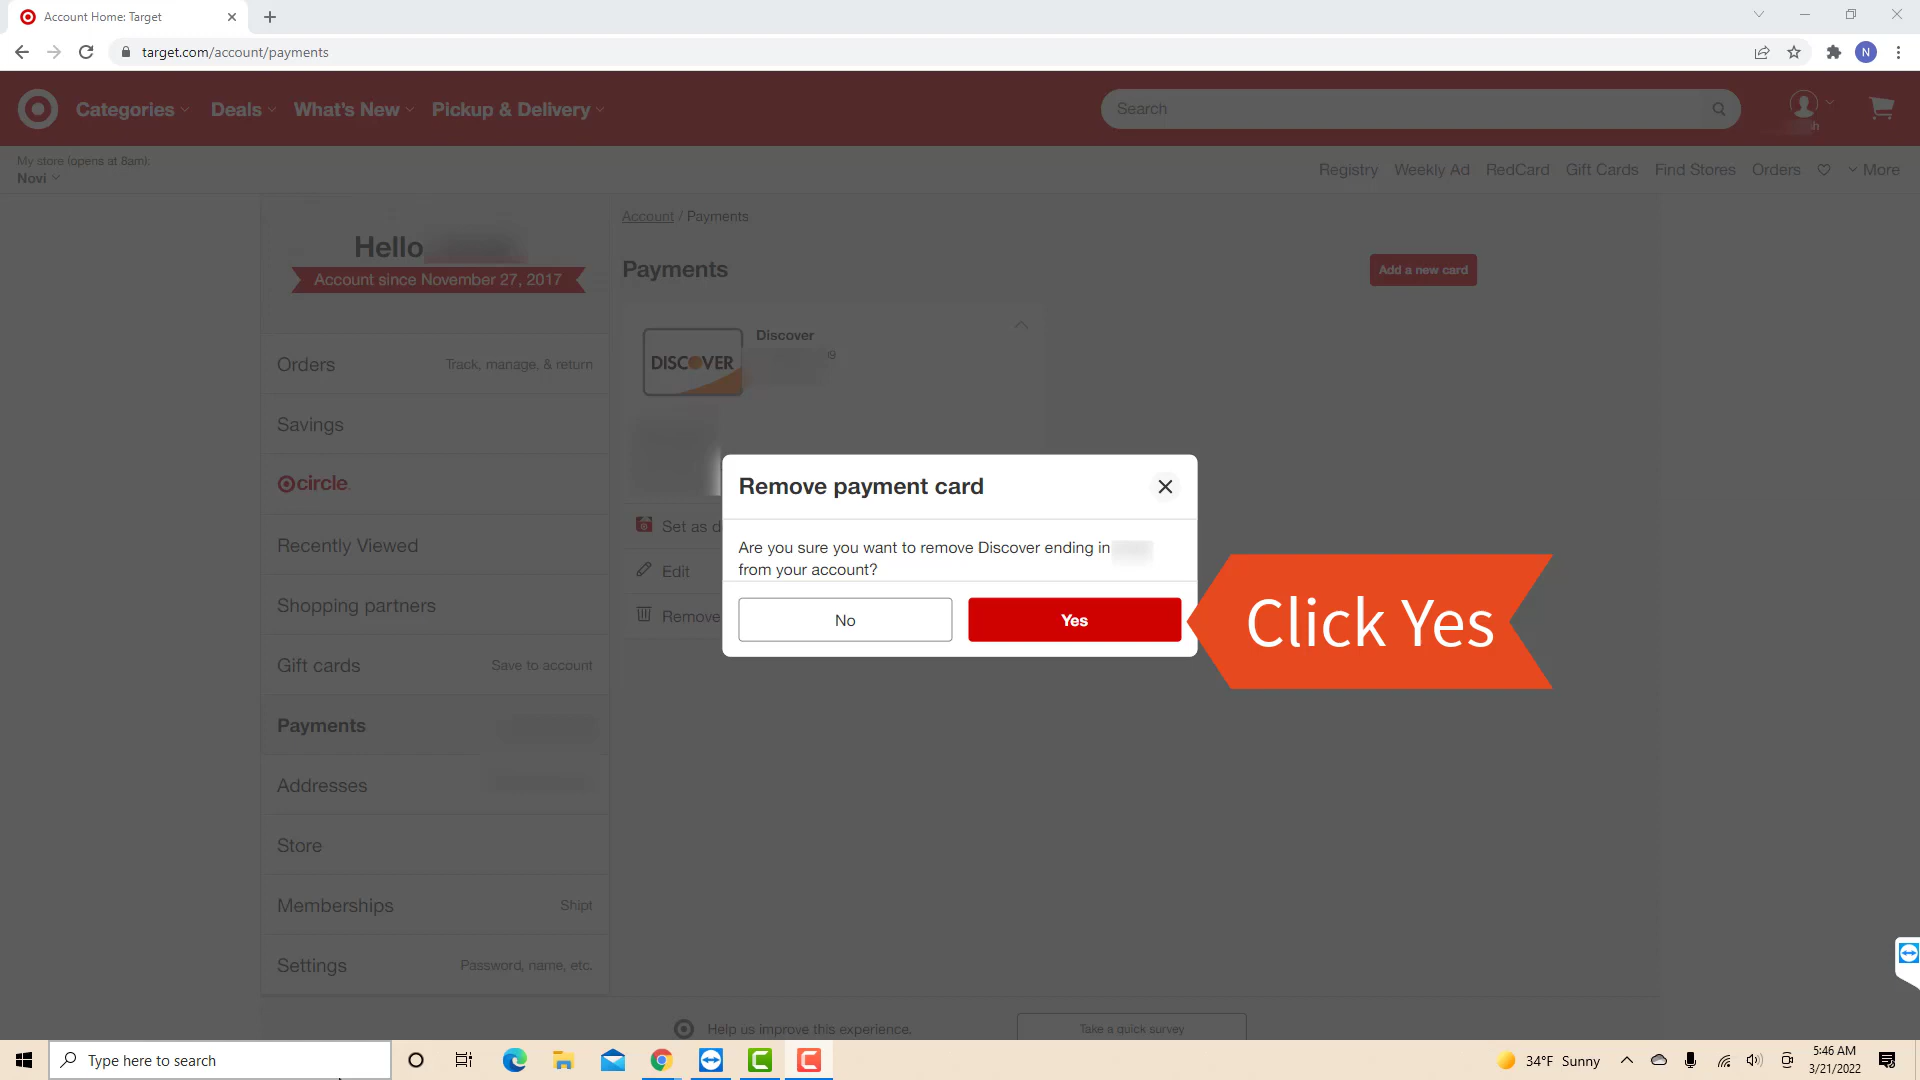 Account Home: Target
target.com/account/payments
N
Categories
Deals
What's New
Pickup & Delivery
Search
My store (opens at 8am):
Novi
Registry
Weekly Ad
RedCard
Gift Cards
Find Stores
Orders
More
Hello
Account since November 27, 2017
Account / Payments
Payments
Add a new card
DISCOVER
Discover
Orders
Track, manage, & return
Savings
circle
Recently Viewed
Shopping partners
Gift cards
Save to account
Payments
Addresses
Store
Memberships
Shipt
Settings
Password, name, etc.
Set as d
Edit
Remove
Remove payment card
Are you sure you want to remove Discover ending in
from your account?
No
Yes
Click Yes
Help us improve this experience.
Take a quick survey
Type here to search
34°F Sunny
5:46 AM
3/21/2022